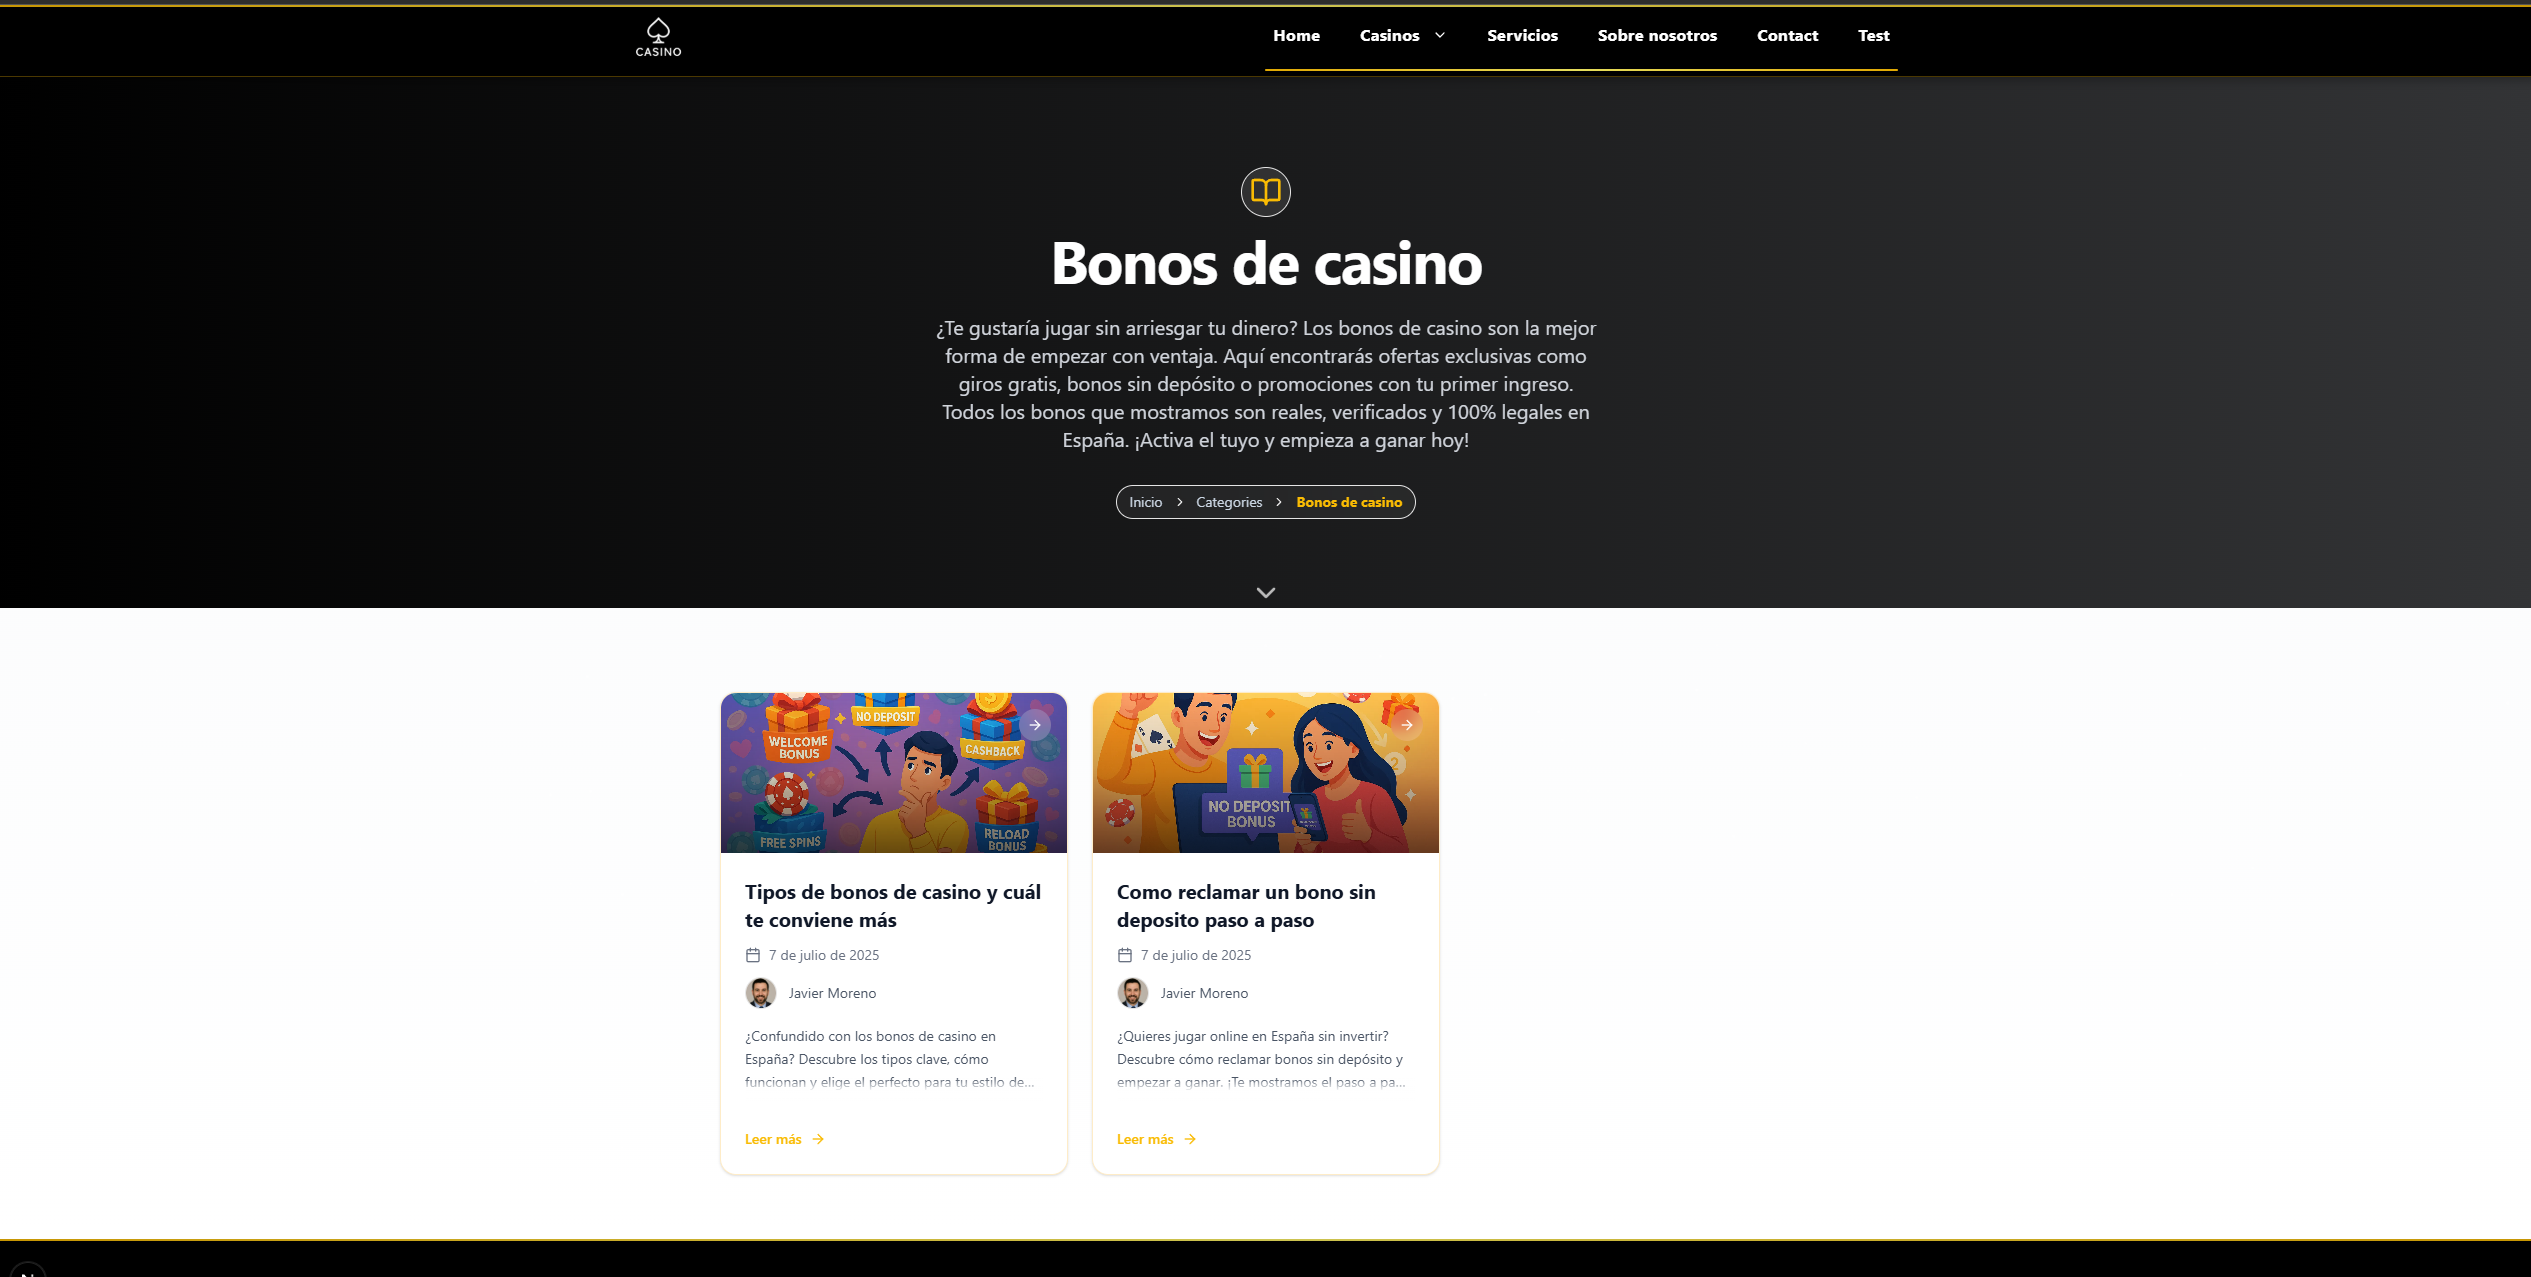 CASINO
Home Casinos Servicios Sobre nosotros Contact Test
Bonos de casino
¿Te gustaría jugar sin arriesgar tu dinero? Los bonos de casino son la mejor
forma de empezar con ventaja. Aquí encontrarás ofertas exclusivas como
giros gratis, bonos sin depósito o promociones con tu primer ingreso.
Todos los bonos que mostramos son reales, verificados y 100% legales en
España. ¡Activa el tuyo y empieza a ganar hoy!
Inicio > Categories > Bonos de casino
WELCOME
BONUS
NO DEPOSIT
CASHBACK
FREE SPINS
RELOAD
BONUS
Tipos de bonos de casino y cuál
te conviene más
7 de julio de 2025
Javier Moreno
¿Confundido con los bonos de casino en
España? Descubre los tipos clave, cómo
funcionan y elige el perfecto para tu estilo de...
Leer más
NO DEPOSIT
BONUS
2
Como reclamar un bono sin
deposito paso a paso
7 de julio de 2025
Javier Moreno
¿Quieres jugar online en España sin invertir?
Descubre cómo reclamar bonos sin depósito y
empezar a ganar. ¡Te mostramos el paso a pa...
Leer más